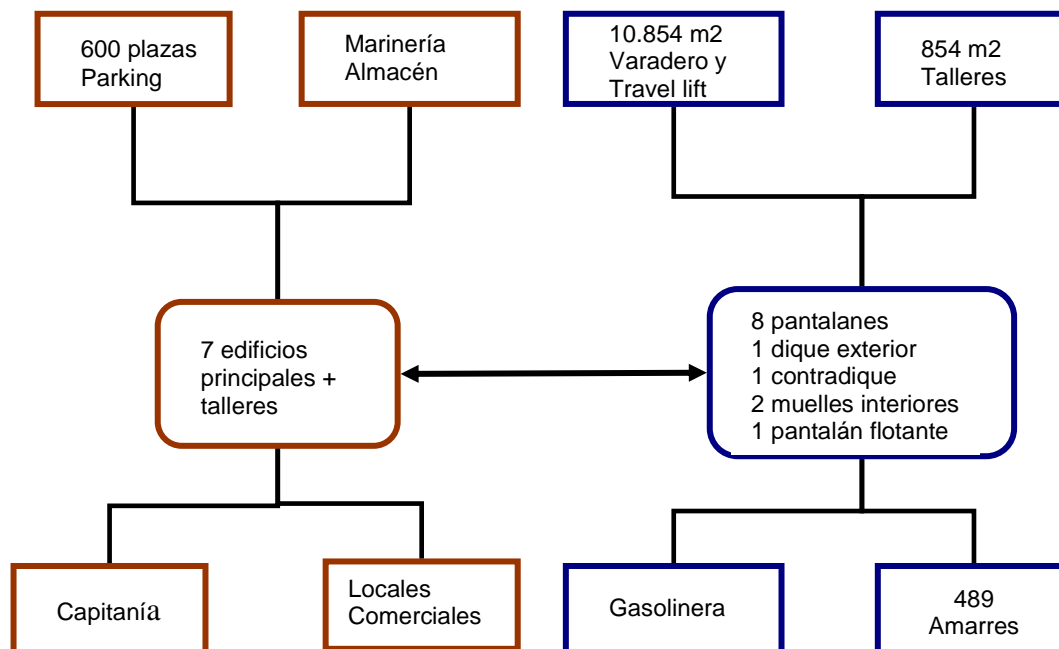 600 plazas
Parking
Marinería
Almacén
10.854 m2
Varadero y
Travel lift
854 m2
Talleres
7 edificios
principales +
talleres
8 pantalanes
1 dique exterior
1 contradique
2 muelles interiores
1 pantalán flotante
Capitanía
Locales
Comerciales
Gasolinera
489
Amarres